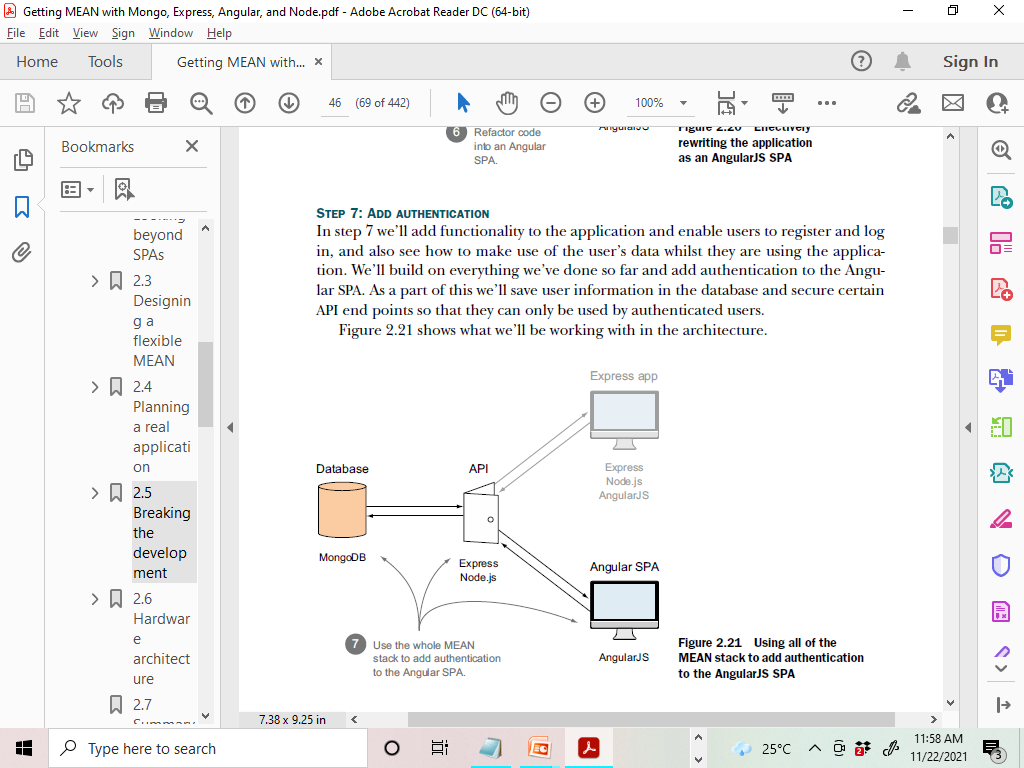 Getting MEAN with Mongo, Express, Angular, and Node.pdf - Adobe Acrobat Reader DC (64-bit)
File Edit View Sign Window Help
Home Tools Getting MEAN with... × Sign In
46 (69 of 442) 100%
Bookmarks
beyond
SPAs
2.3
Designin
g a
flexible
MEAN
2.4
Planning
a real
applicati
on
2.5
Breaking
the
develop
ment
2.6
Hardwar
e
architect
ure
2.7
6 Refactor code
into an Angular
SPA.
AngularJS
Figure 2.20 Effectively
rewriting the application
as an AngularJS SPA
STEP 7: ADD AUTHENTICATION
In step 7 we'll add functionality to the application and enable users to register and log
in, and also see how to make use of the user's data whilst they are using the applica-
tion. We'll build on everything we've done so far and add authentication to the Angu-
lar SPA. As a part of this we'll save user information in the database and secure certain
API end points so that they can only be used by authenticated users.
Figure 2.21 shows what we'll be working with in the architecture.
Express app
Express
Node.js
AngularJS
Database
API
MongoDB
Express
Node.js
Angular SPA
AngularJS
7 Use the whole MEAN
stack to add authentication
to the Angular SPA.
Figure 2.21 Using all of the
MEAN stack to add authentication
to the AngularJS SPA
7.38 x 9.25 in
Type here to search
25°C
2
11:58 AM
11/22/2021
3